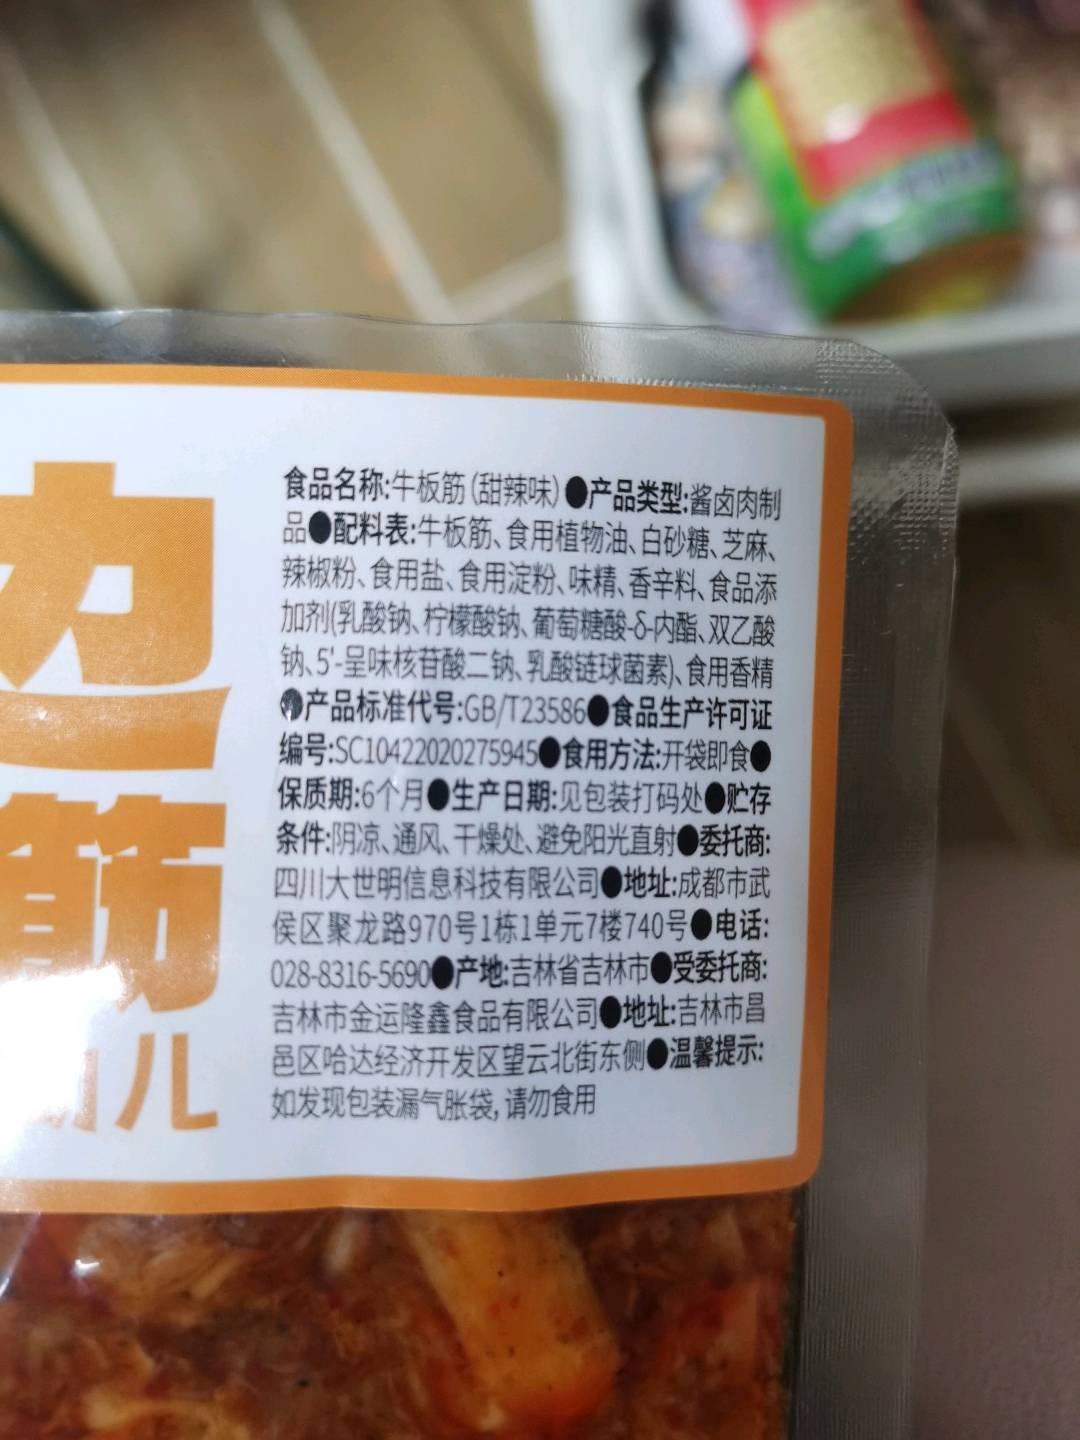 边
筋
儿
食品名称:牛板筋(甜辣味)●产品类型:酱卤肉制
品●配料表:牛板筋、食用植物油、白砂糖、芝麻、
辣椒粉、食用盐、食用淀粉、味精、香辛料、食品添
加剂(乳酸钠、柠檬酸钠、葡萄糖酸-δ-内酯、双乙酸
钠、5'-呈味核苷酸二钠、乳酸链球菌素)、食用香精
●产品标准代号:GB/T23586●食品生产许可证
编号:SC10422020275945●食用方法:开袋即食●
保质期:6个月●生产日期:见包装打码处●贮存
条件:阴凉、通风、干燥处、避免阳光直射●委托商:
四川大世明信息科技有限公司●地址:成都市武
侯区聚龙路970号1栋1单元7楼740号●电话:
028-8316-5690●产地:吉林省吉林市●受委托商:
吉林市金运隆鑫食品有限公司●地址:吉林市昌
邑区哈达经济开发区望云北街东侧●温馨提示:
如发现包装漏气胀袋,请勿食用